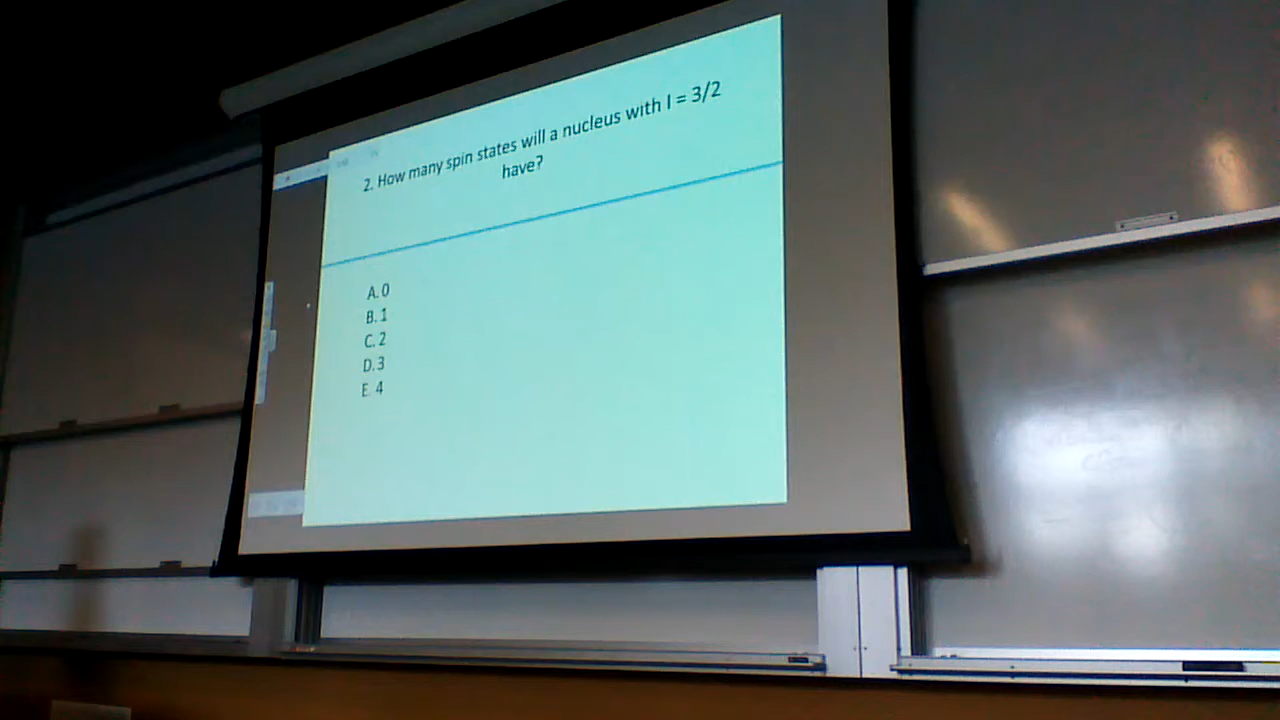 2. How many spin states will a nucleus with I = 3/2
have?
A. 0
B. 1
C. 2
D. 3
E. 4